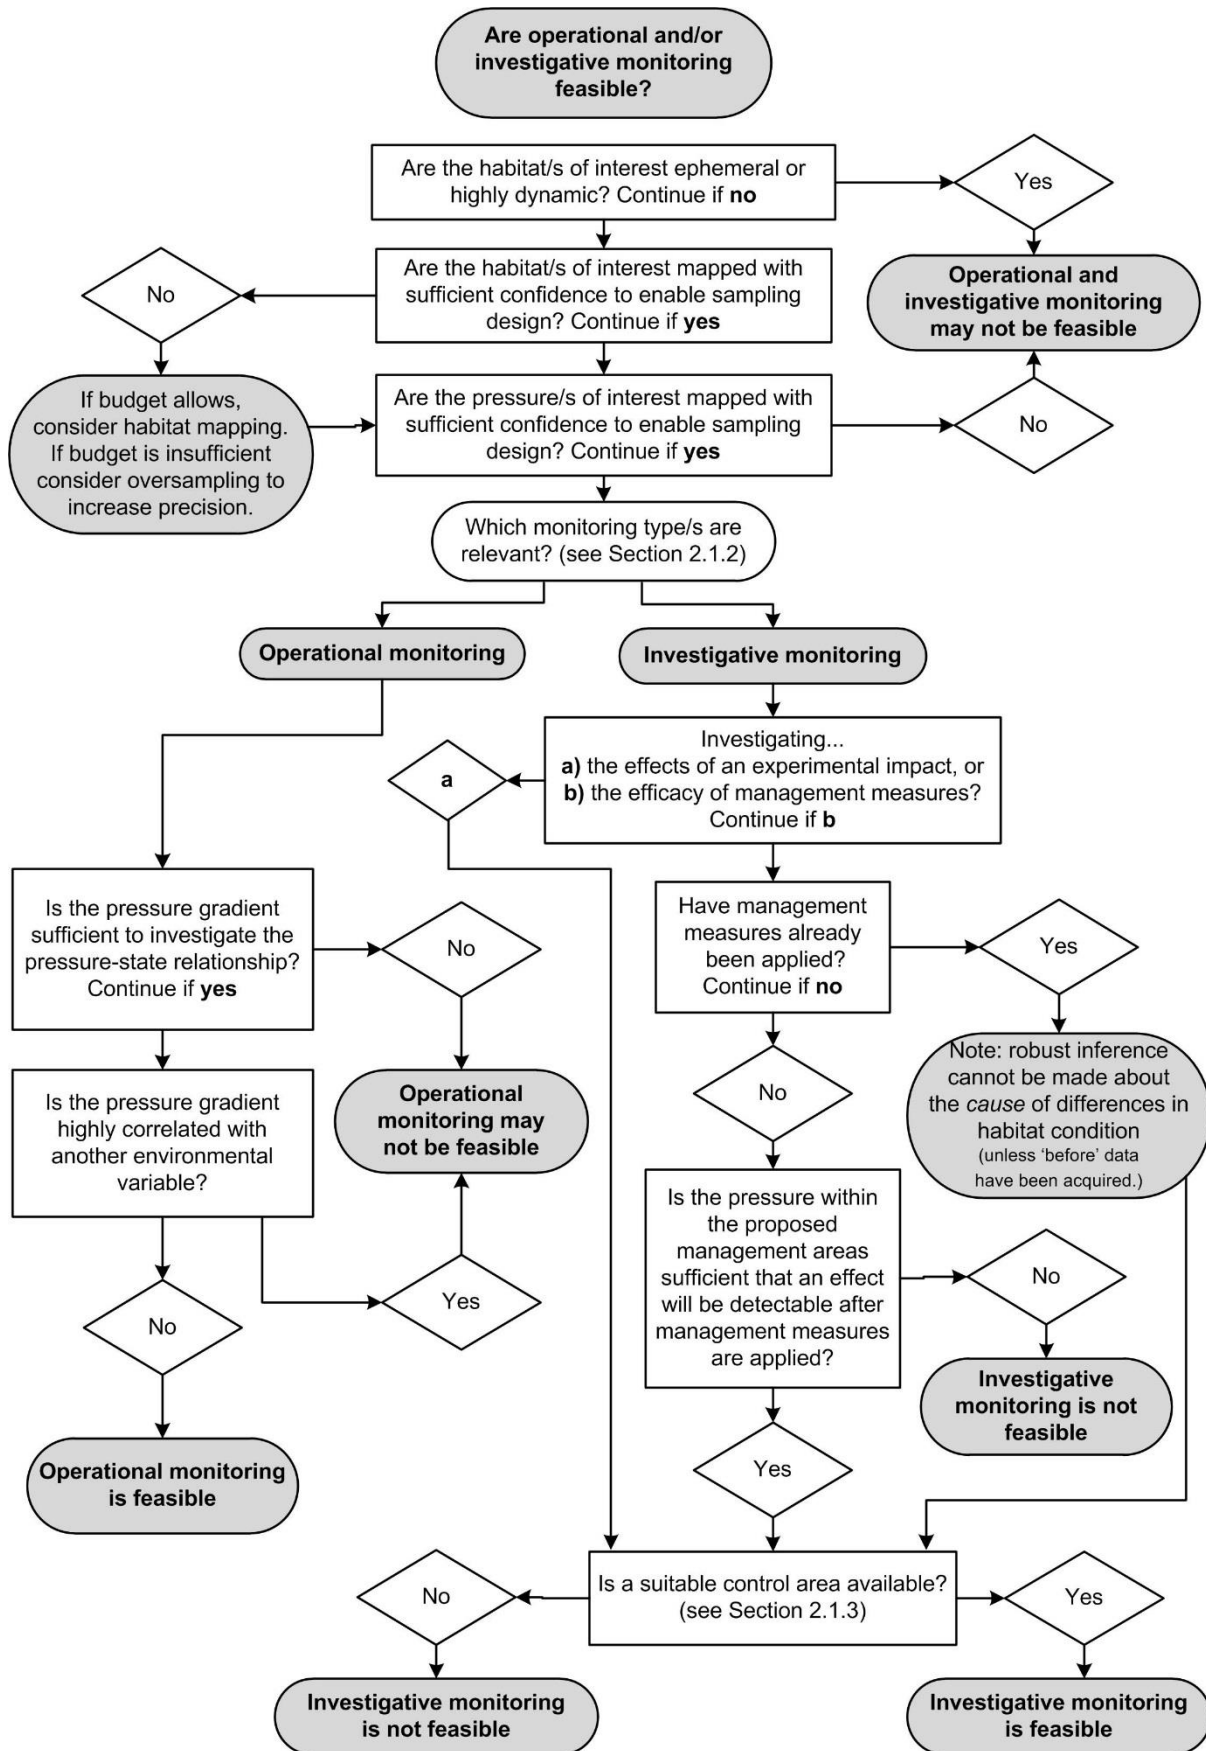 Are operational and/or
investigative monitoring
feasible?
Are the habitat/s of interest ephemeral or
highly dynamic? Continue if no
Yes
Operational and
investigative monitoring
may not be feasible
Are the habitat/s of interest mapped with
sufficient confidence to enable sampling
design? Continue if yes
No
If budget allows,
consider habitat mapping.
If budget is insufficient
consider oversampling to
increase precision.
Are the pressure/s of interest mapped with
sufficient confidence to enable sampling
design? Continue if yes
No
Which monitoring type/s are
relevant? (see Section 2.1.2)
Operational monitoring
Investigative monitoring
Investigating...
a) the effects of an experimental impact, or
b) the efficacy of management measures?
Continue if b
a
Is the pressure gradient
sufficient to investigate the
pressure-state relationship?
Continue if yes
No
Operational
monitoring may
not be feasible
Is the pressure gradient
highly correlated with
another environmental
variable?
Yes
No
Operational monitoring
is feasible
Have management
measures already
been applied?
Continue if no
Yes
Note: robust inference
cannot be made about
the cause of differences in
habitat condition
(unless ‘before’ data
have been acquired.)
No
Is the pressure within
the proposed
management areas
sufficient that an effect
will be detectable after
management measures
are applied?
No
Investigative
monitoring is not
feasible
Yes
Is a suitable control area available?
(see Section 2.1.3)
No
Investigative monitoring
is not feasible
Yes
Investigative monitoring
is feasible